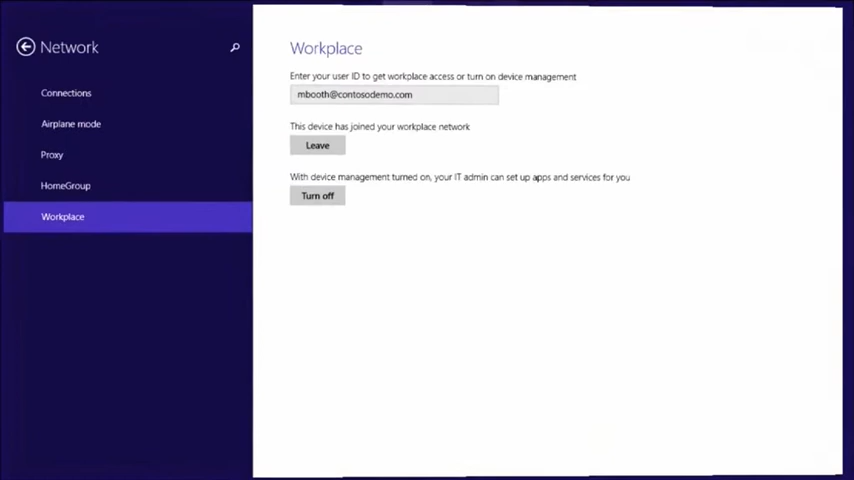 Network
Connections
Airplane mode
Proxy
HomeGroup
Workplace
Workplace
Enter your user ID to get workplace access or turn on device management
mbooth@contosodemo.com
This device has joined your workplace network
Leave
With device management turned on, your IT admin can set up apps and services for you
Turn off